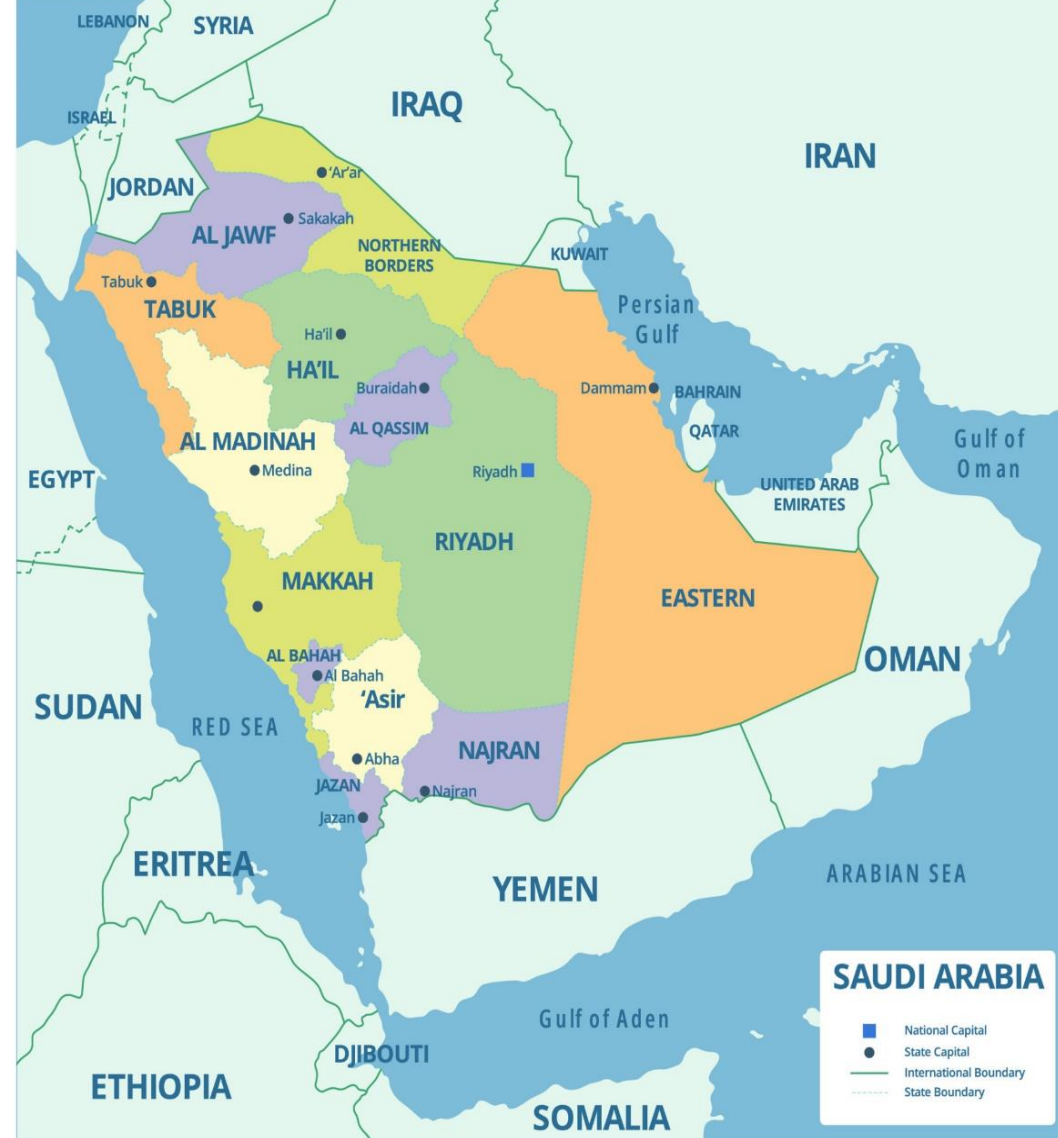 LEBANON
SYRIA
IRAQ
IRAN
ISRAEL
JORDAN
'Ar'ar
Sakakah
AL JAWF
NORTHERN
BORDERS
KUWAIT
Tabuk
TABUK
Persian
Gulf
Ha'il
HA'IL
Buraidah
AL QASSIM
Dammam
BAHRAIN
QATAR
AL MADINAH
Medina
Riyadh
Gulf of
Oman
EGYPT
UNITED ARAB
EMIRATES
RIYADH
MAKKAH
EASTERN
AL BAHAH
Al Bahah
OMAN
'Asir
SUDAN
RED SEA
NAJRAN
Abha
JAZAN
Najran
Jazan
ERITREA
YEMEN
ARABIAN SEA
Gulf of Aden
DJIBOUTI
ETHIOPIA
SOMALIA
SAUDI ARABIA
National Capital
State Capital
International Boundary
State Boundary